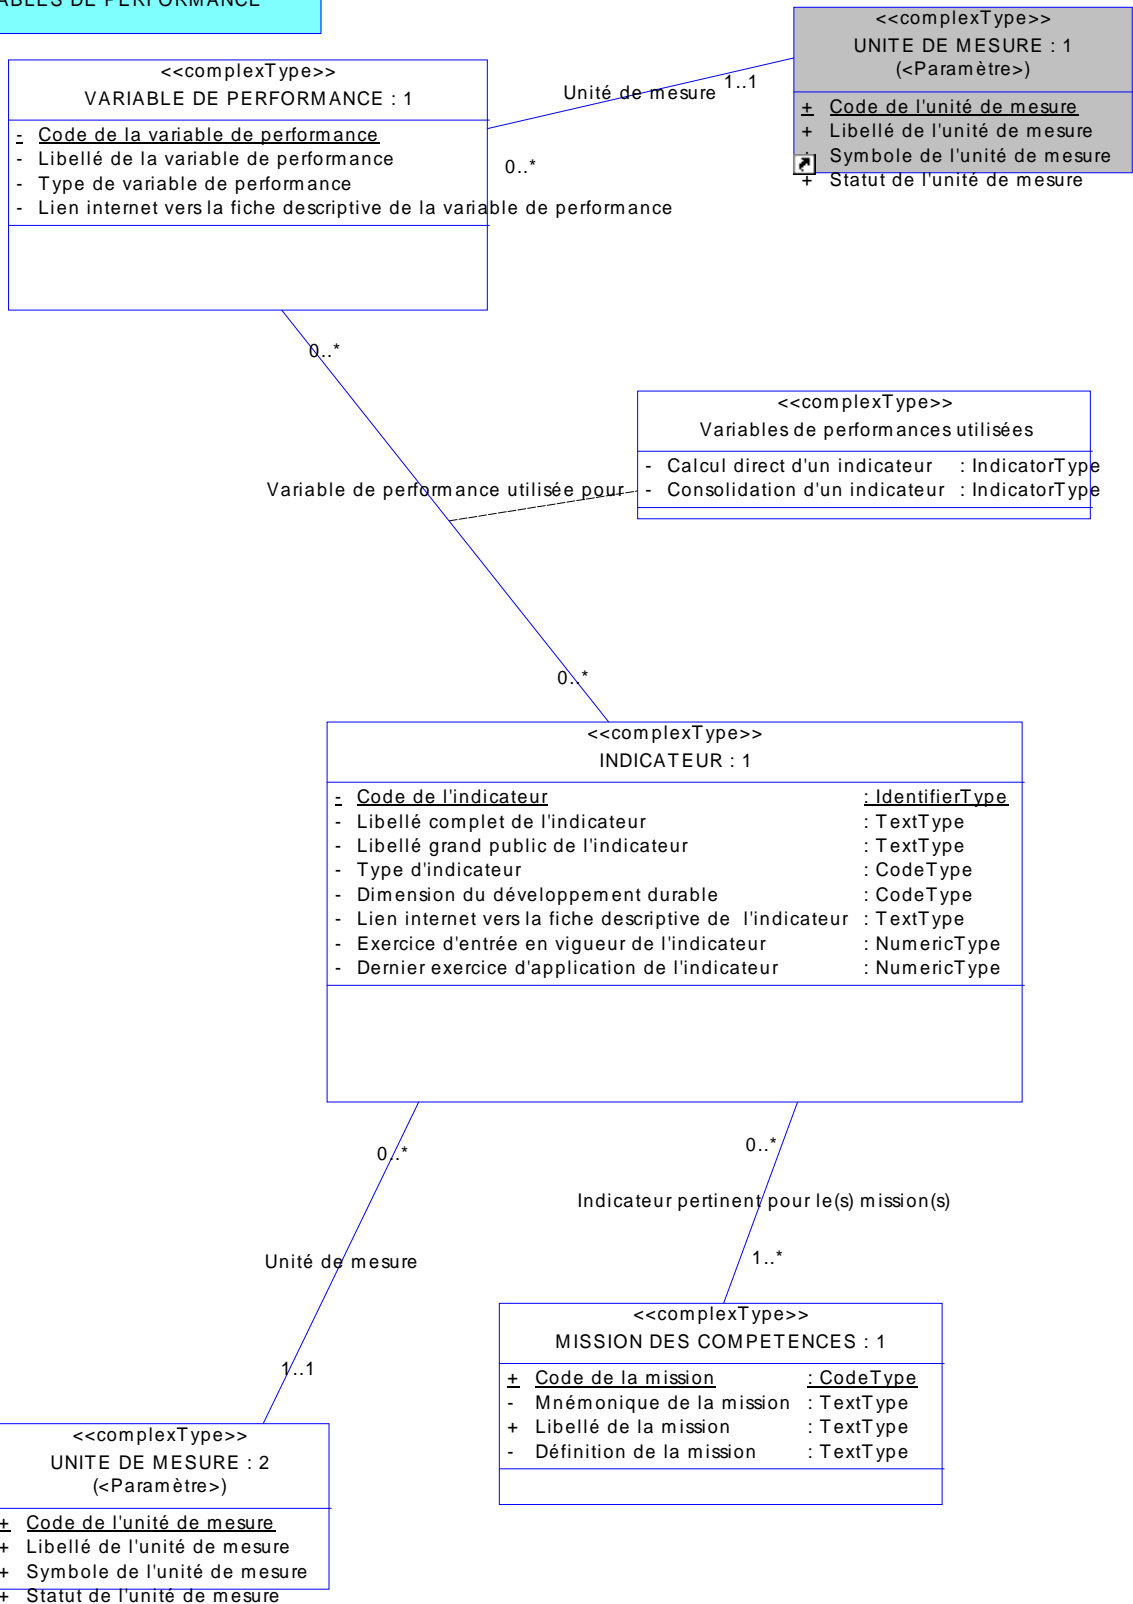 DE PERFORMANCE
<<complexType>>
UNITE DE MESURE : 1
(<Paramètre>)
+ Code de l'unité de mesure
+ Libellé de l'unité de mesure
Symbole de l'unité de mesure
+ Statut de l'unité de mesure
<<complexType>>
VARIABLE DE PERFORMANCE : 1
- Code de la variable de performance
- Libellé de la variable de performance
- Type de variable de performance
- Lien internet vers la fiche descriptive de la variable de performance
Unité de mesure
1..1
0..*
0..*
<<complexType>>
Variables de performances utilisées
- Calcul direct d'un indicateur : IndicatorType
- Consolidation d'un indicateur : IndicatorType
Variable de performance utilisée pour
0..*
<<complexType>>
INDICATEUR : 1
- Code de l'indicateur : IdentifierType
- Libellé complet de l'indicateur : TextType
- Libellé grand public de l'indicateur : TextType
- Type d'indicateur : CodeType
- Dimension du développement durable : CodeType
- Lien internet vers la fiche descriptive de l'indicateur : TextType
- Exercice d'entrée en vigueur de l'indicateur : NumericType
- Dernier exercice d'application de l'indicateur : NumericType
0..*
0..*
Indicateur pertinent pour le(s) mission(s)
Unité de mesure
1..*
1..1
<<complexType>>
MISSION DES COMPETENCES : 1
+ Code de la mission : CodeType
- Mnémonique de la mission : TextType
+ Libellé de la mission : TextType
- Définition de la mission : TextType
<<complexType>>
UNITE DE MESURE : 2
(<Paramètre>)
+ Code de l'unité de mesure
+ Libellé de l'unité de mesure
+ Symbole de l'unité de mesure
+ Statut de l'unité de mesure